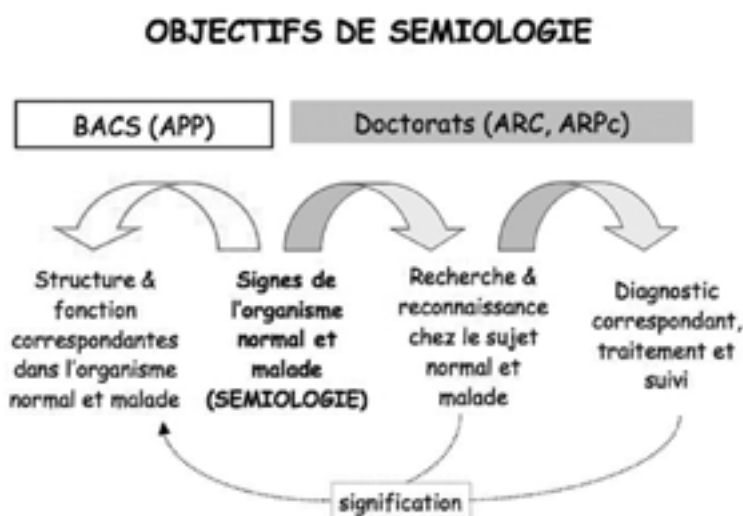 OBJECTIFS DE SEMIOLOGIE
BACS (APP)
Doctorats (ARC, ARPc)
Structure &
fonction
correspondantes
dans l'organisme
normal et malade
Signes de
l'organisme
normal et
malade
(SEMIOLOGIE)
Recherche &
reconnaissance
chez le sujet
normal et
malade
Diagnostic
correspondant,
traitement et
suivi
signification